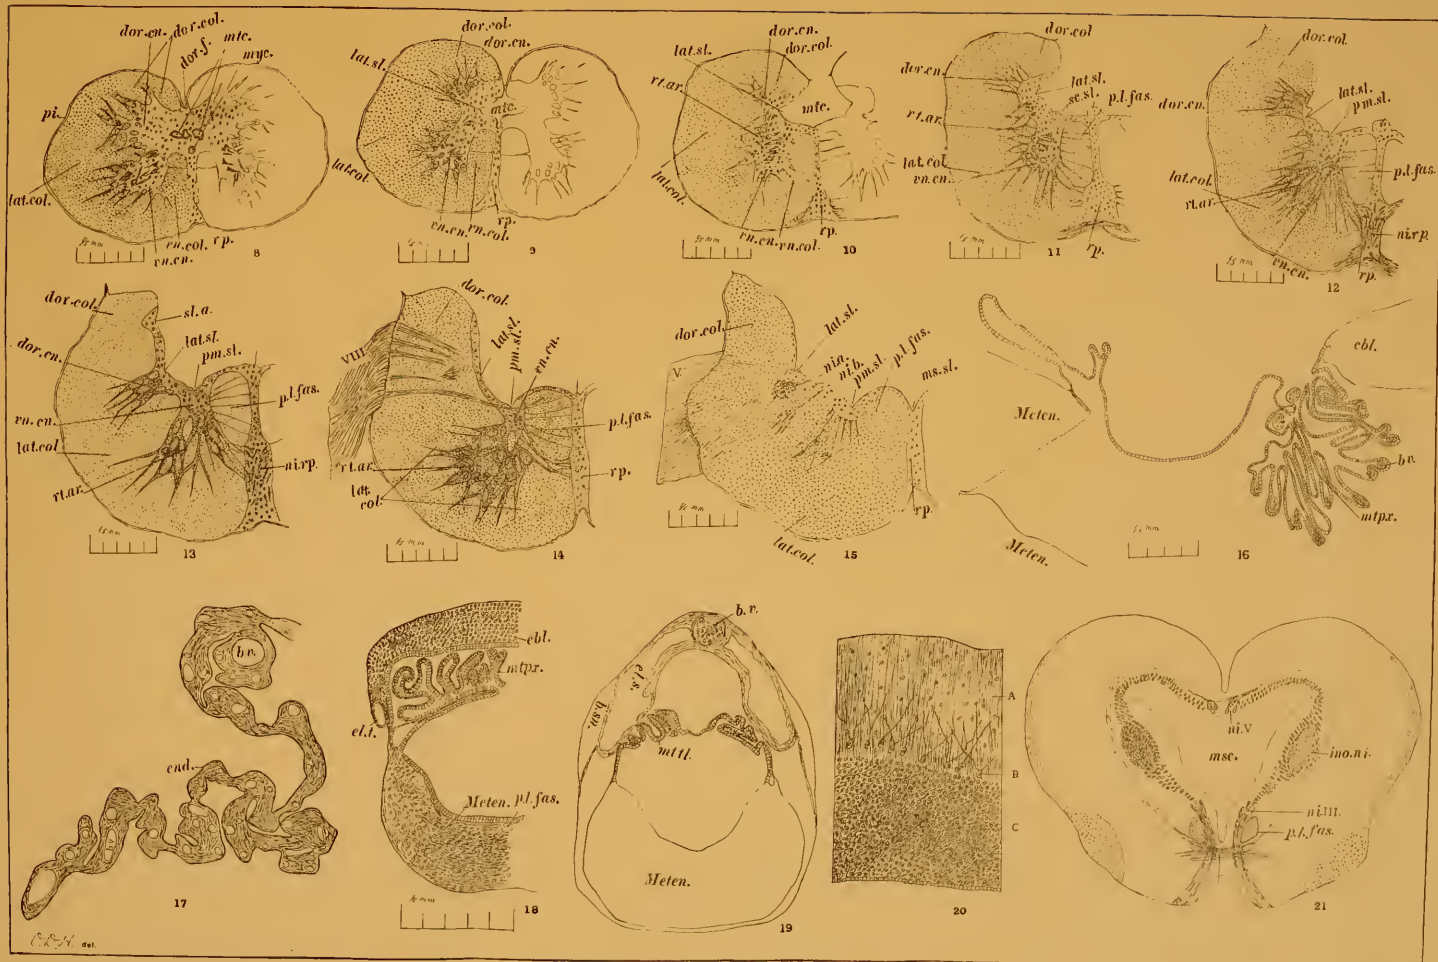 dor.cn. dor.col.
dor.f.
mtc.
myc.
pi.
lat.col.
vn.col. rp.
vn.cn.
8
dor.col.
dor.cn.
lat.sl.
mtc.
lat.col.
rp.
vn.cn. vn.col.
9
dor.cn.
lat.sl.
dor.col.
rt.ar.
mtc.
lat.col.
rp.
vn.cn. vn.col.
10
dor.col
dor.cn.
lat.sl.
sc.sl.
p.l.fas.
rt.ar.
lat.col
vn.cn.
rp.
11
dor.col.
dor.cn.
lat.sl.
pm.sl.
p.l.fas.
lat.col.
rt.ar.
ni.rp.
vn.cn.
rp.
12
dor.col.
sl.a.
dor.cn.
lat.sl.
pm.sl.
p.l.fas.
vn.cn.
lat.col
ni.rp.
rt.ar.
13
dor.col.
VIII
lat.sl.
pm.sl.
vn.cn.
p.l.fas.
rt.ar.
lat.
col.
rp.
14
dor.col.
lat.sl.
V.
ni.a.
ni.b.
pm.sl.
p.l.fas.
ms.sl.
rp.
lat.col.
15
cbl.
Meten.
b.v.
mtpx.
Meten.
16
b.v.
end.
17
cbl.
mtpx.
el.t.
Meten. p.l.fas.
18
b.v.
el.s.
b.sn.
mt.tl.
Meten.
19
A
B
C
20
ni.V
msc.
ino.ni.
ni.III.
p.l.fas.
21
C.L.H. del.